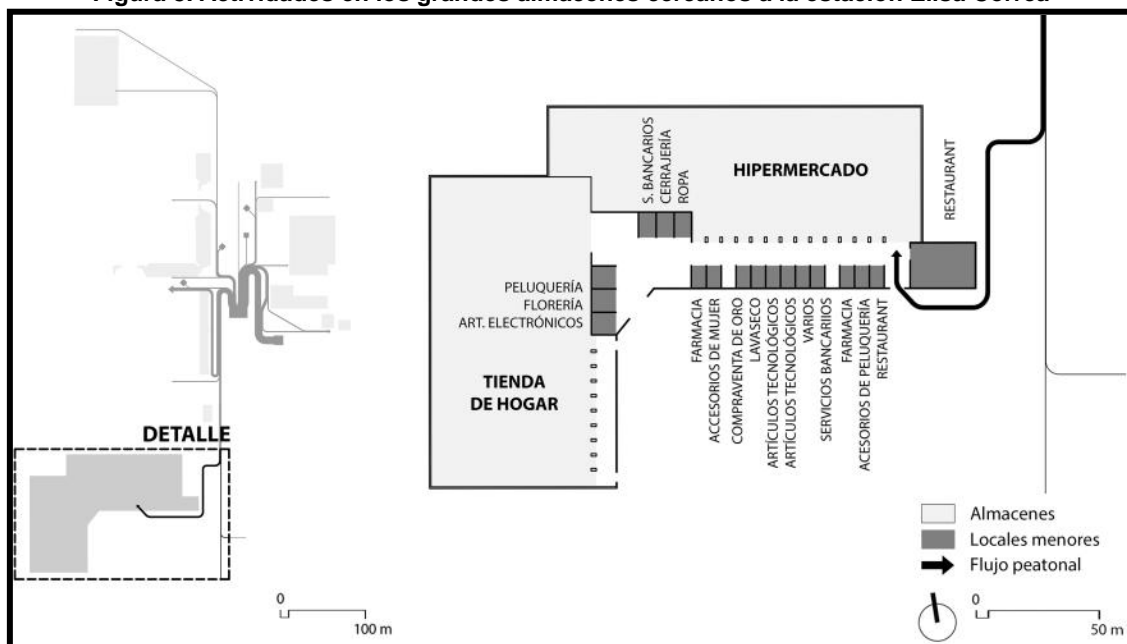 Figura Actividades en los grandes almacenes cercanos a la estación Elisa Correa
DETALLE
0
100 m
S. BANCARIOS
CERRAJERÍA
ROPA
HIPERMERCADO
RESTAURANT
PELUQUERÍA
FLORERÍA
ART. ELECTRÓNICOS
TIENDA
DE HOGAR
FARMACIA
ACCESORIOS DE MUJER
COMPRAVENTA DE ORO
LAVASECO
ARTÍCULOS TECNOLÓGICOS
ARTÍCULOS TECNOLÓGICOS
VARIOS
SERVICIOS BANCARIIOS
FARMACIA
ACESORIOS DE PELUQUERÍA
RESTAURANT
Almacenes
Locales menores
Flujo peatonal
0
50 m